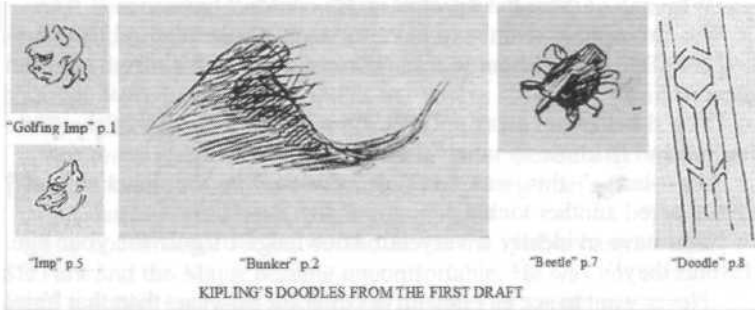 "Golfing Imp" p.1
"Imp" p.5
"Bunker" p.2
"Beetle" p.7
"Doodle" p.8
KIPLING'S DOODLES FROM THE FIRST DRAFT